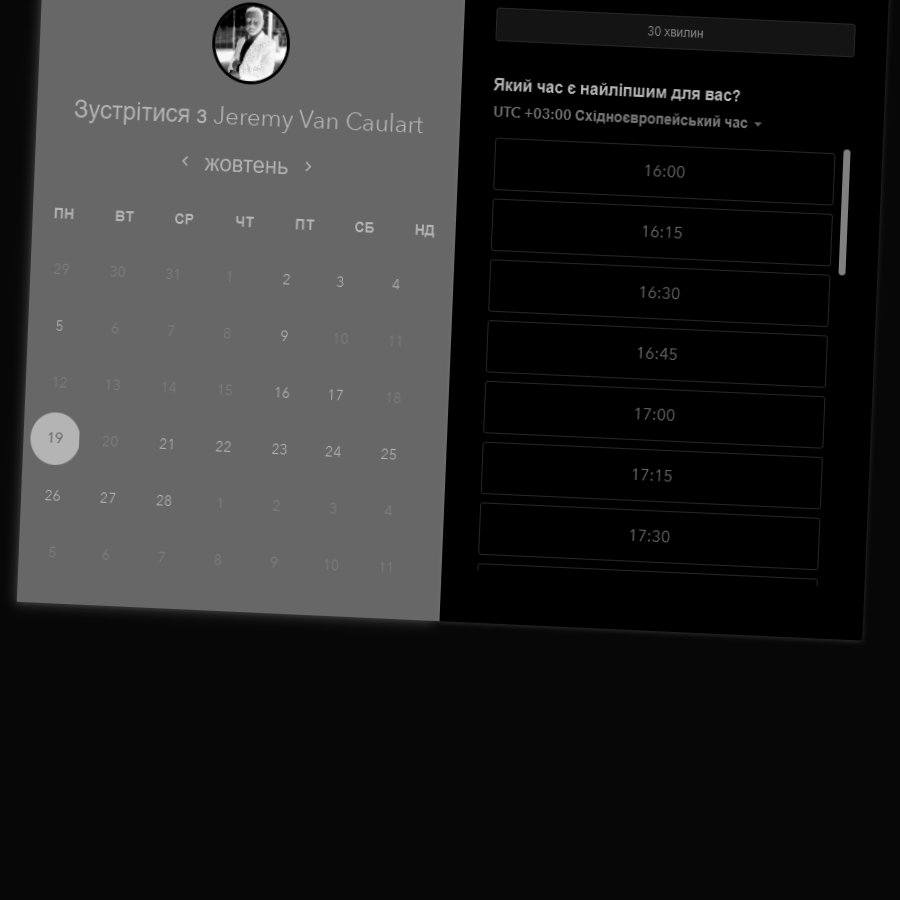 Зустрітися з Jeremy Van Caulart
‹ жовтень ›
ПН ВТ СР ЧТ ПТ СБ НД
29 30 31 1 2 3 4
5 6 7 8 9 10 11
12 13 14 15 16 17 18
19 20 21 22 23 24 25
26 27 28 1 2 3 4
5 6 7 8 9 10 11
30 хвилин
Який час є найліпшим для вас?
UTC +03:00 Східноєвропейський час
16:00
16:15
16:30
16:45
17:00
17:15
17:30